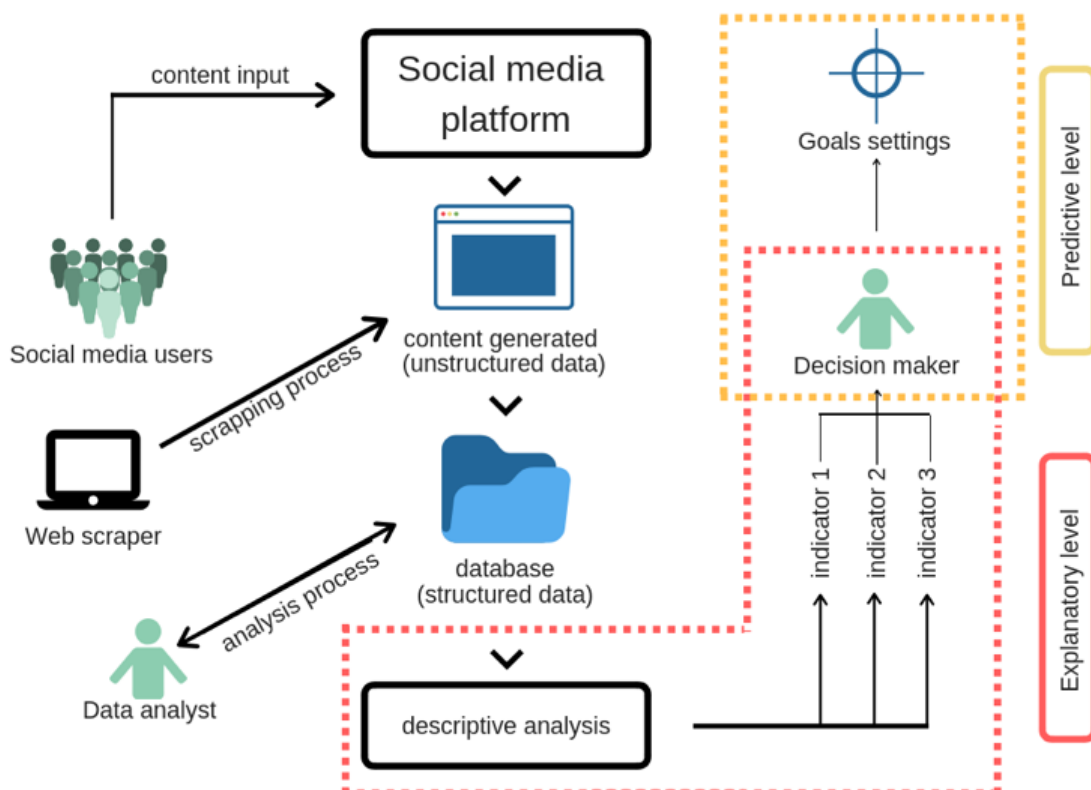 content input
Social media
platform
Goals settings
Predictive level
Social media users
content generated
(unstructured data)
Decision maker
scrapping process
Web scraper
indicator 1
indicator 2
indicator 3
database
(structured data)
analysis process
Explanatory level
Data analyst
descriptive analysis